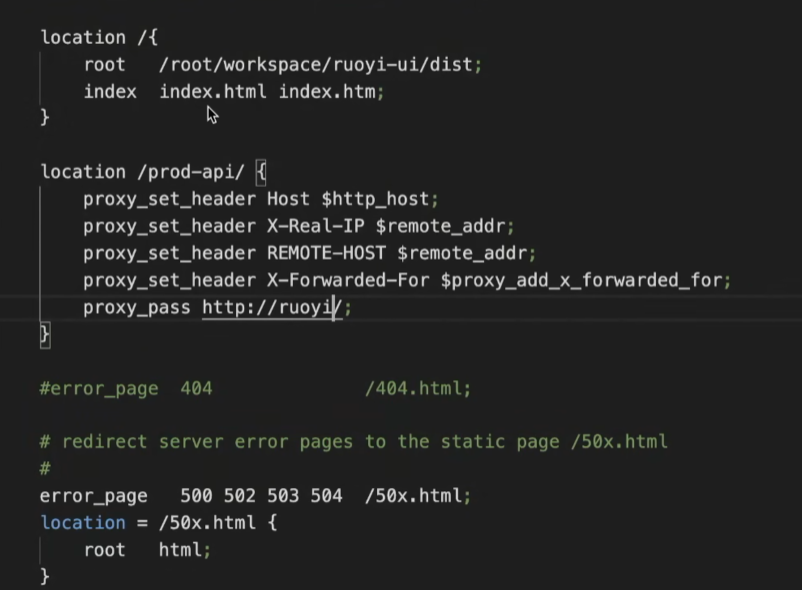 location /{
    root   /root/workspace/ruoyi-ui/dist;
    index  index.html index.htm;
}
location /prod-api/ {
    proxy_set_header Host $http_host;
    proxy_set_header X-Real-IP $remote_addr;
    proxy_set_header REMOTE-HOST $remote_addr;
    proxy_set_header X-Forwarded-For $proxy_add_x_forwarded_for;
    proxy_pass http://ruoyi/;
}
#error_page  404              /404.html;
# redirect server error pages to the static page /50x.html
#
error_page   500 502 503 504  /50x.html;
location = /50x.html {
    root   html;
}